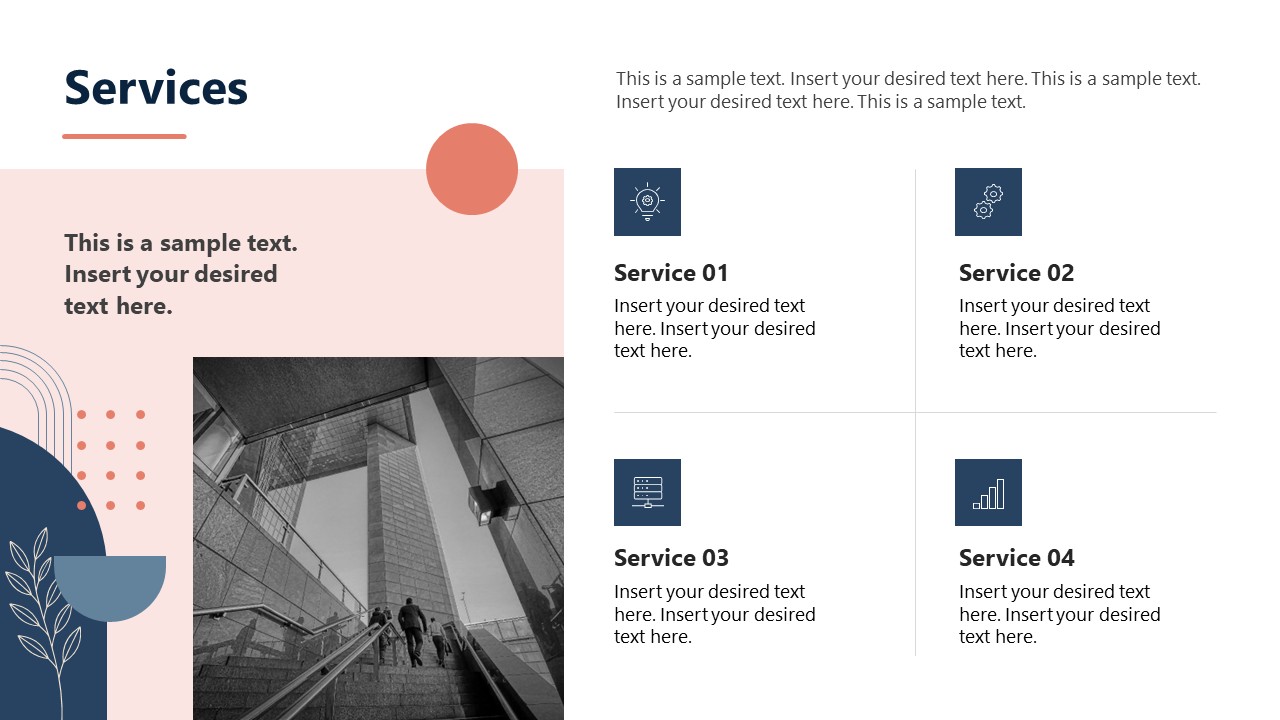 Services
This is a sample text. Insert your desired text here. This is a sample text.
Insert your desired text here. This is a sample text.
This is a sample text.
Insert your desired
text here.
Service 01
Insert your desired text
here. Insert your desired
text here.
Service 02
Insert your desired text
here. Insert your desired
text here.
Service 03
Insert your desired text
here. Insert your desired
text here.
Service 04
Insert your desired text
here. Insert your desired
text here.